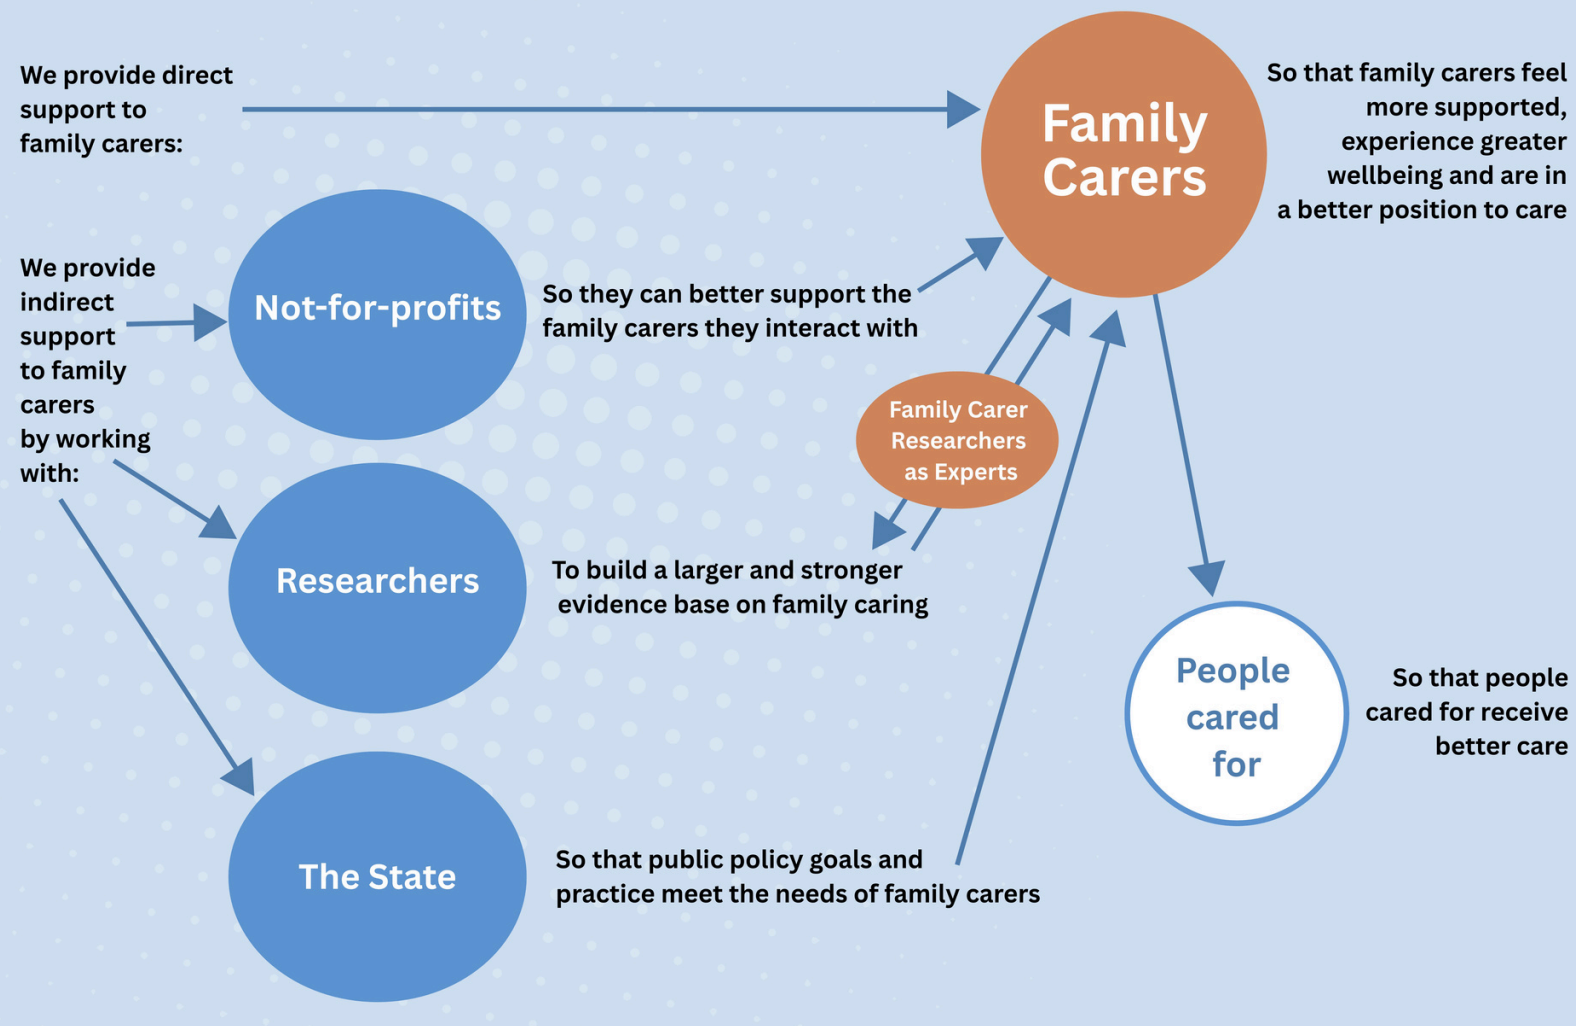 We provide direct
support to
family carers:
Family
Carers
So that family carers feel
more supported,
experience greater
wellbeing and are in
a better position to care
We provide
indirect
support
to family
carers
by working
with:
Not-for-profits
So they can better support the
family carers they interact with
Family Carer
Researchers
as Experts
Researchers
To build a larger and stronger
evidence base on family caring
People
cared
for
So that people
cared for receive
better care
The State
So that public policy goals and
practice meet the needs of family carers